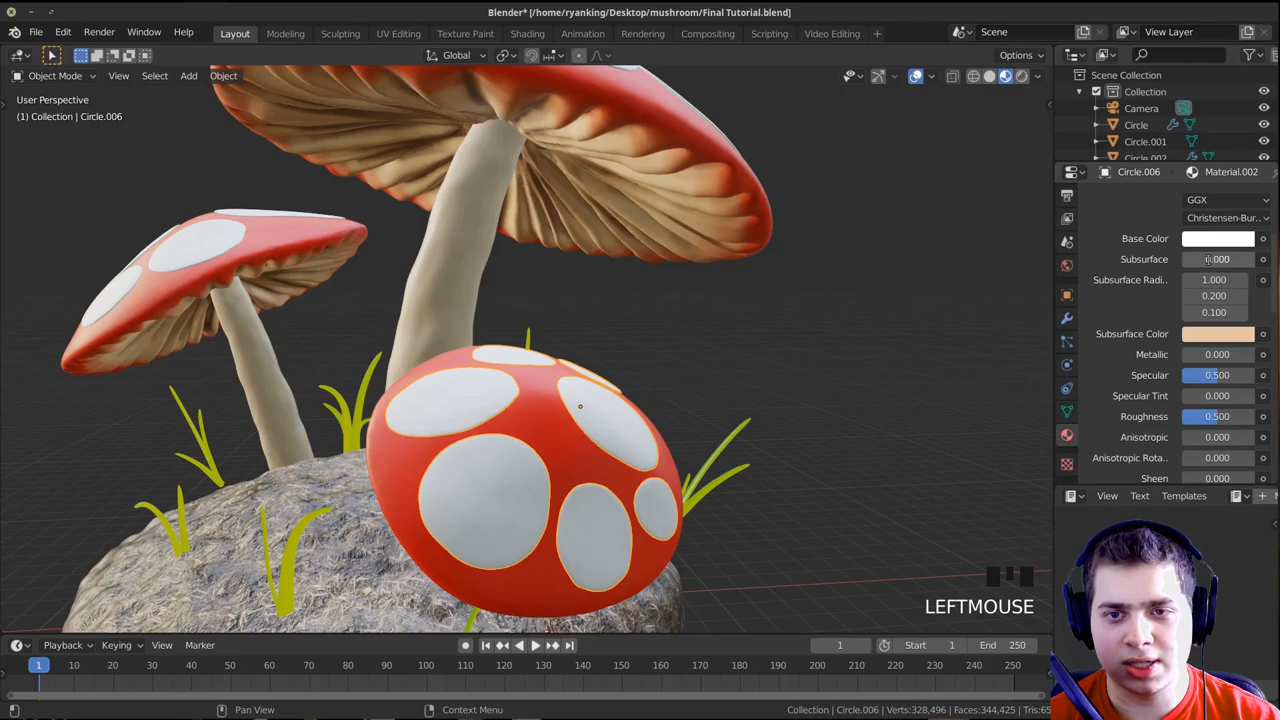 Blender* [/home/ryanking/Desktop/mushroom/Final Tutorial.blend]
File Edit Render Window Help Layout Modeling Sculpting UV Editing Texture Paint Shading Animation Rendering Compositing Scripting Video Editing + Scene View Layer
Global Options
Object Mode View Select Add Object
User Perspective
(1) Collection | Circle.006
Scene Collection
Collection
Camera
Circle
Circle.001
Circle.002
Circle.006 Material.002
GGX
Christensen-Bur..
Base Color
Subsurface 0.000
Subsurface Radi.. 1.000
0.200
0.100
Subsurface Color
Metallic 0.000
Specular 0.500
Specular Tint 0.000
Roughness 0.500
Anisotropic 0.000
Anisotropic Rota.. 0.000
Sheen 0.000
View Text Templates
LEFTMOUSE
Playback Keying View Marker 1 Start 1 End 250
1 10 20 30 40 50 60 70 80 90 100 110 120 130 140 150 160 170 180 190 200 210 220 230 240 250
Pan View Context Menu Collection | Circle.006 | Verts:328,496 | Faces:344,425 | Tris:65